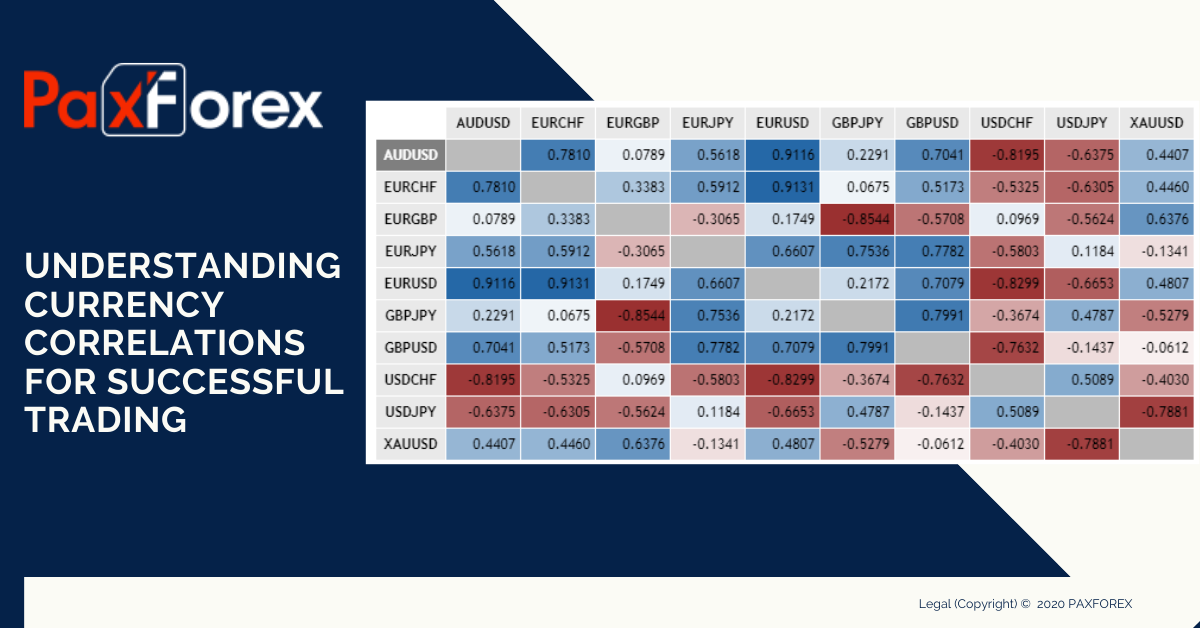 PaxForex
UNDERSTANDING
CURRENCY
CORRELATIONS
FOR SUCCESSFUL
TRADING
AUDUSD EURCHF EURGBP EURJPY EURUSD GBPJPY GBPUSD USDCHF USDJPY XAUUSD
AUDUSD 0.7810 0.0789 0.5618 0.9116 0.2291 0.7041 -0.8195 -0.6375 0.4407
EURCHF 0.7810 0.3383 0.5912 0.9131 0.0675 0.5173 -0.5325 -0.6305 0.4460
EURGBP 0.0789 0.3383 -0.3065 0.1749 -0.8544 -0.5708 0.0969 -0.5624 0.6376
EURJPY 0.5618 0.5912 -0.3065 0.6607 0.7536 0.7782 -0.5803 0.1184 -0.1341
EURUSD 0.9116 0.9131 0.1749 0.6607 0.2172 0.7079 -0.8299 -0.6653 0.4807
GBPJPY 0.2291 0.0675 -0.8544 0.7536 0.2172 0.7991 -0.3674 0.4787 -0.5279
GBPUSD 0.7041 0.5173 -0.5708 0.7782 0.7079 0.7991 -0.7632 -0.1437 -0.0612
USDCHF -0.8195 -0.5325 0.0969 -0.5803 -0.8299 -0.3674 -0.7632 0.5089 -0.4030
USDJPY -0.6375 -0.6305 -0.5624 0.1184 -0.6653 0.4787 -0.1437 0.5089 -0.7881
XAUUSD 0.4407 0.4460 0.6376 -0.1341 0.4807 -0.5279 -0.0612 -0.4030 -0.7881
Legal (Copyright) © 2020 PAXFOREX